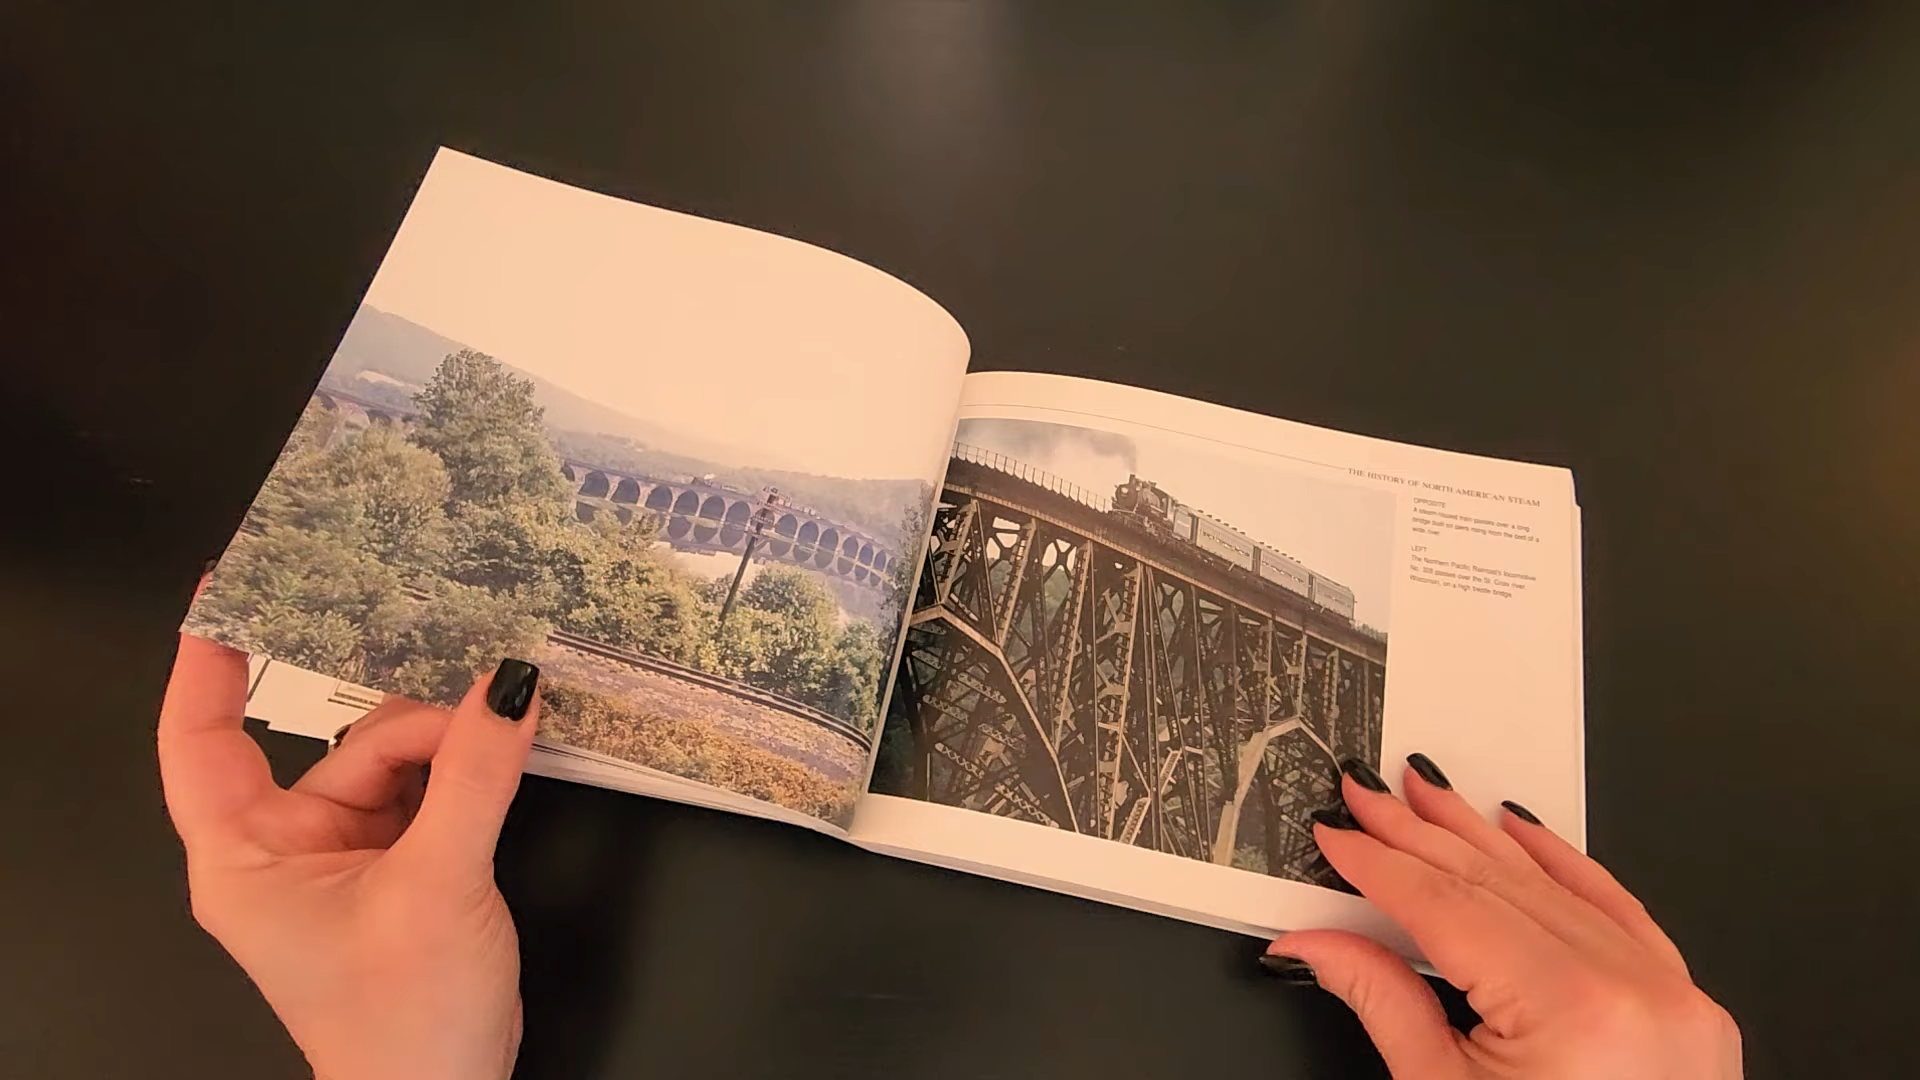 THE HISTORY OF NORTH AMERICAN STEAM
OPPOSITE
A steam-hauled train passes over a long
bridge built on piers rising from the bed of a
wide river.
LEFT
The Northern Pacific Railroad's locomotive
No. 328 passes over the St. Croix river,
Wisconsin, on a high trestle bridge.